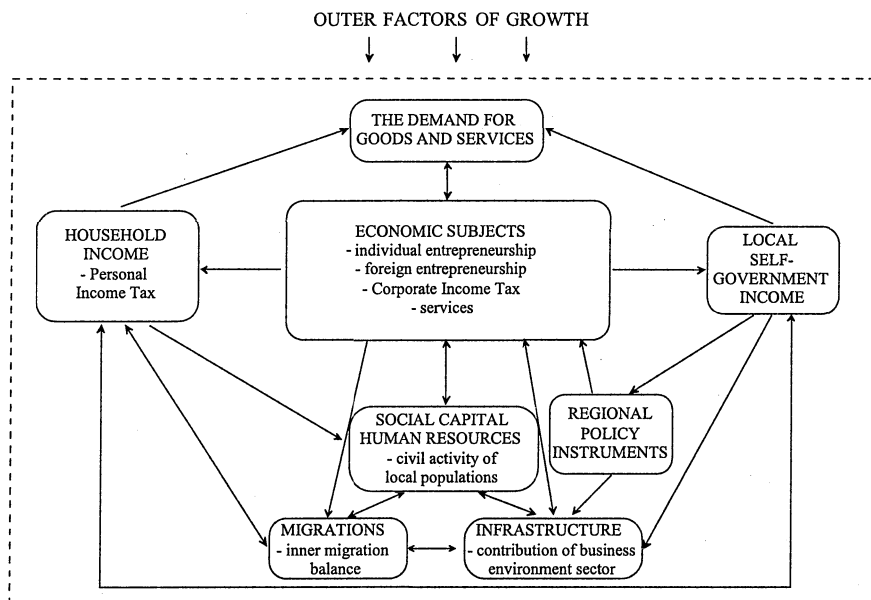 OUTER FACTORS OF GROWTH
THE DEMAND FOR
GOODS AND SERVICES
HOUSEHOLD
INCOME
- Personal
Income Tax
ECONOMIC SUBJECTS
- individual entrepreneurship
- foreign entrepreneurship
- Corporate Income Tax
- services
LOCAL
SELF-
GOVERNMENT
INCOME
SOCIAL CAPITAL
HUMAN RESOURCES
- civil activity of
local populations
REGIONAL
POLICY
INSTRUMENTS
MIGRATIONS
- inner migration
balance
INFRASTRUCTURE
- contribution of business
environment sector